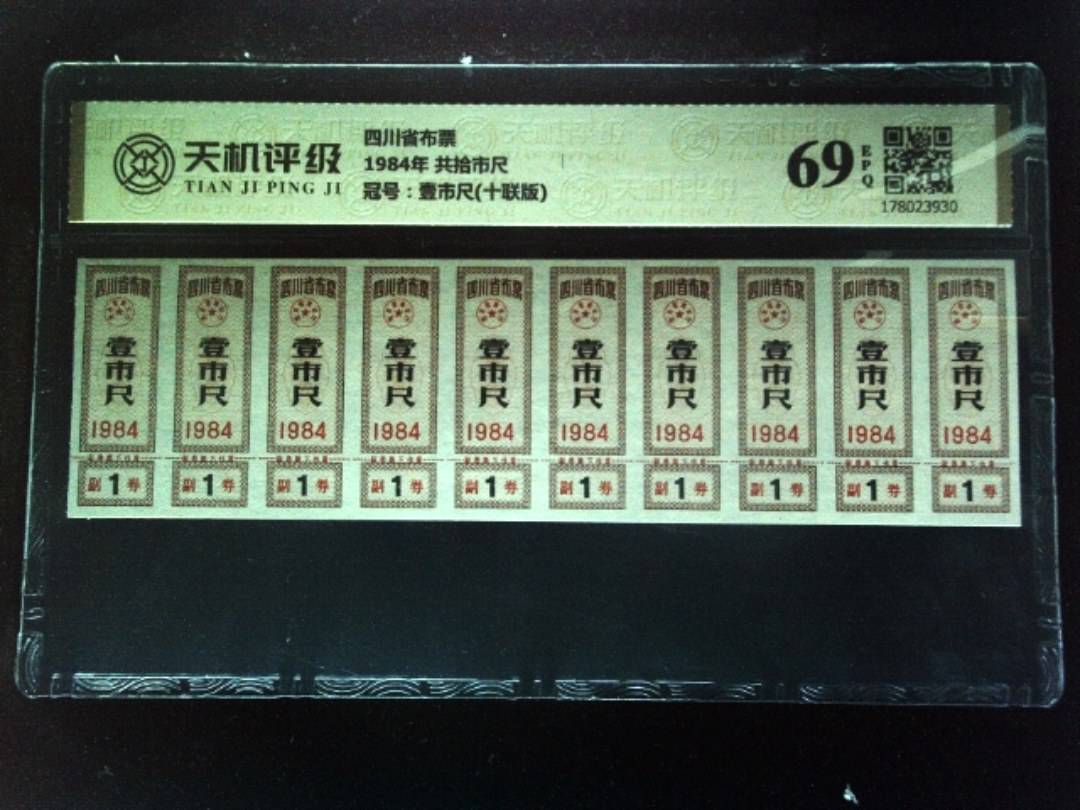 天机评级
TIAN JI PING JI
四川省布票
1984年 共拾市尺
冠号：壹市尺(十联版)
69
EPQ
178023930
四川省布票 四川省布票 四川省布票 四川省布票 四川省布票 四川省布票 四川省布票 四川省布票 四川省布票 四川省布票
壹市尺 壹市尺 壹市尺 壹市尺 壹市尺 壹市尺 壹市尺 壹市尺 壹市尺 壹市尺
1984 1984 1984 1984 1984 1984 1984 1984 1984 1984
副1券 副1券 副1券 副1券 副1券 副1券 副1券 副1券 副1券 副1券